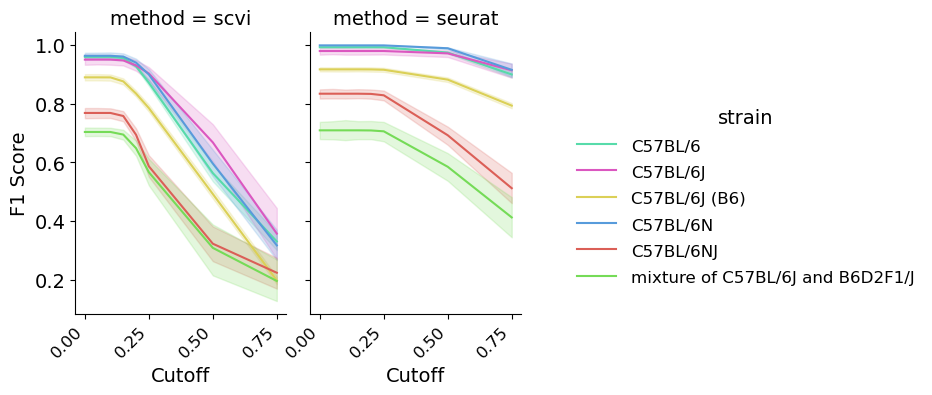 method = scvi
method = seurat
F1 Score
1.0
0.8
0.6
0.4
0.2
0.00
0.25
0.50
0.75
Cutoff
0.00
0.25
0.50
0.75
Cutoff
strain
C57BL/6
C57BL/6J
C57BL/6J (B6)
C57BL/6N
C57BL/6NJ
mixture of C57BL/6J and B6D2F1/J